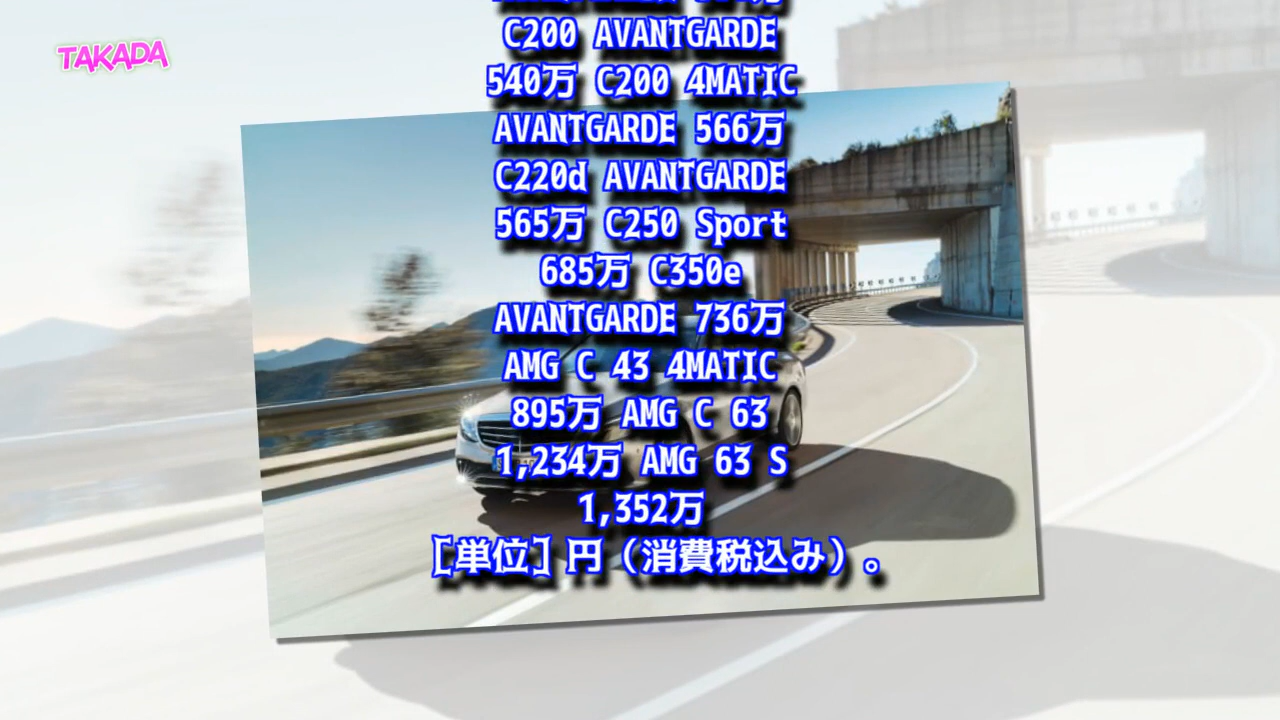 TAKADA
C200 AVANTGARDE
540万 C200 4MATIC
AVANTGARDE 566万
C220d AVANTGARDE
565万 C250 Sport
685万 C350e
AVANTGARDE 736万
AMG C 43 4MATIC
895万 AMG C 63
1,234万 AMG 63 S
1,352万
[単位] 円（消費税込み）。